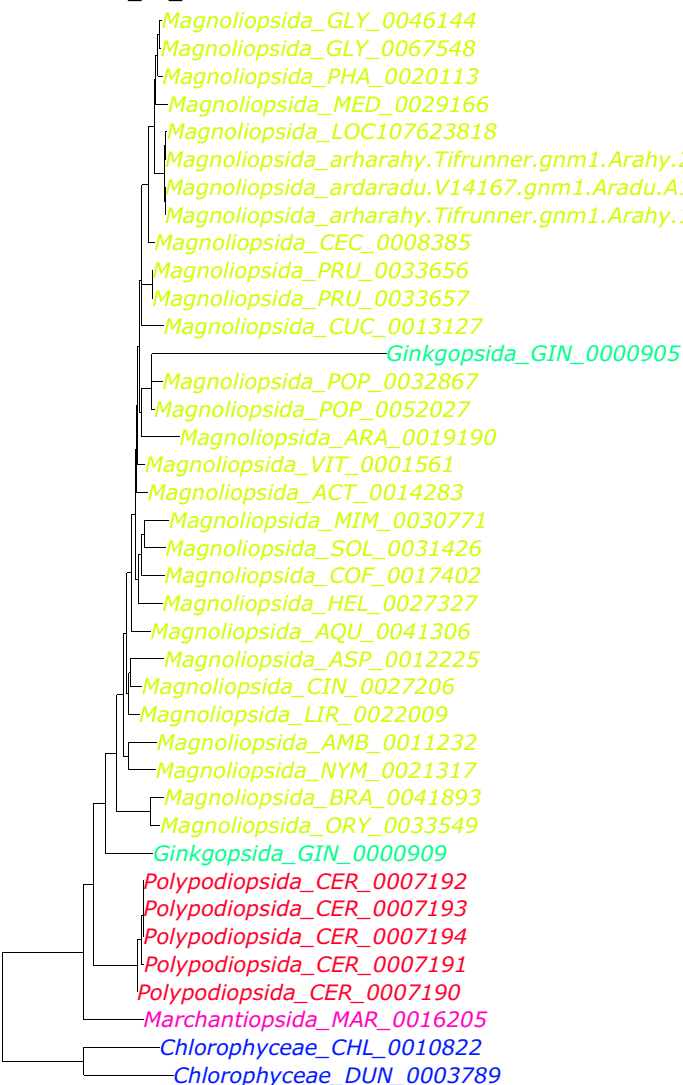 Magnoliopsida_GLY_0046144
Magnoliopsida_GLY_0067548
Magnoliopsida_PHA_0020113
Magnoliopsida_MED_0029166
Magnoliopsida_LOC107623818
Magnoliopsida_arharahy.Tifrunner.gnm1.Arahy.
Magnoliopsida_ardaradu.V14167.gnm1.Aradu.A
Magnoliopsida_arharahy.Tifrunner.gnm1.Arahy.
Magnoliopsida_CEC_0008385
Magnoliopsida_PRU_0033656
Magnoliopsida_PRU_0033657
Magnoliopsida_CUC_0013127
Ginkgopsida_GIN_0000905
Magnoliopsida_POP_0032867
Magnoliopsida_POP_0052027
Magnoliopsida_ARA_0019190
Magnoliopsida_VIT_0001561
Magnoliopsida_ACT_0014283
Magnoliopsida_MIM_0030771
Magnoliopsida_SOL_0031426
Magnoliopsida_COF_0017402
Magnoliopsida_HEL_0027327
Magnoliopsida_AQU_0041306
Magnoliopsida_ASP_0012225
Magnoliopsida_CIN_0027206
Magnoliopsida_LIR_0022009
Magnoliopsida_AMB_0011232
Magnoliopsida_NYM_0021317
Magnoliopsida_BRA_0041893
Magnoliopsida_ORY_0033549
Ginkgopsida_GIN_0000909
Polypodiopsida_CER_0007192
Polypodiopsida_CER_0007193
Polypodiopsida_CER_0007194
Polypodiopsida_CER_0007191
Polypodiopsida_CER_0007190
Marchantiopsida_MAR_0016205
Chlorophyceae_CHL_0010822
Chlorophyceae_DUN_0003789